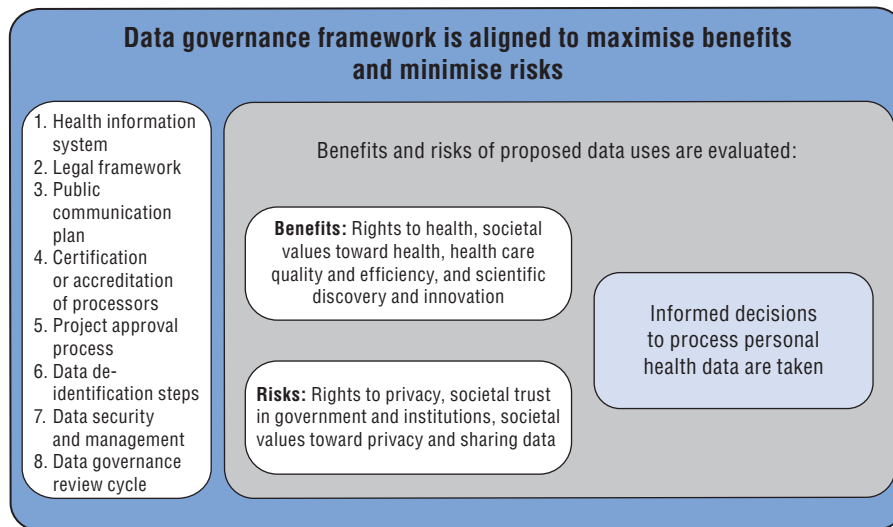 Data governance framework is aligned to maximise benefits
and minimise risks
1. Health information
system
2. Legal framework
3. Public
communication
plan
4. Certification
or accreditation
of processors
5. Project approval
process
6. Data de-
identification steps
7. Data security
and management
8. Data governance
review cycle
Benefits and risks of proposed data uses are evaluated:
Benefits: Rights to health, societal
values toward health, health care
quality and efficiency, and scientific
discovery and innovation
Risks: Rights to privacy, societal trust
in government and institutions, societal
values toward privacy and sharing data
Informed decisions
to process personal
health data are taken